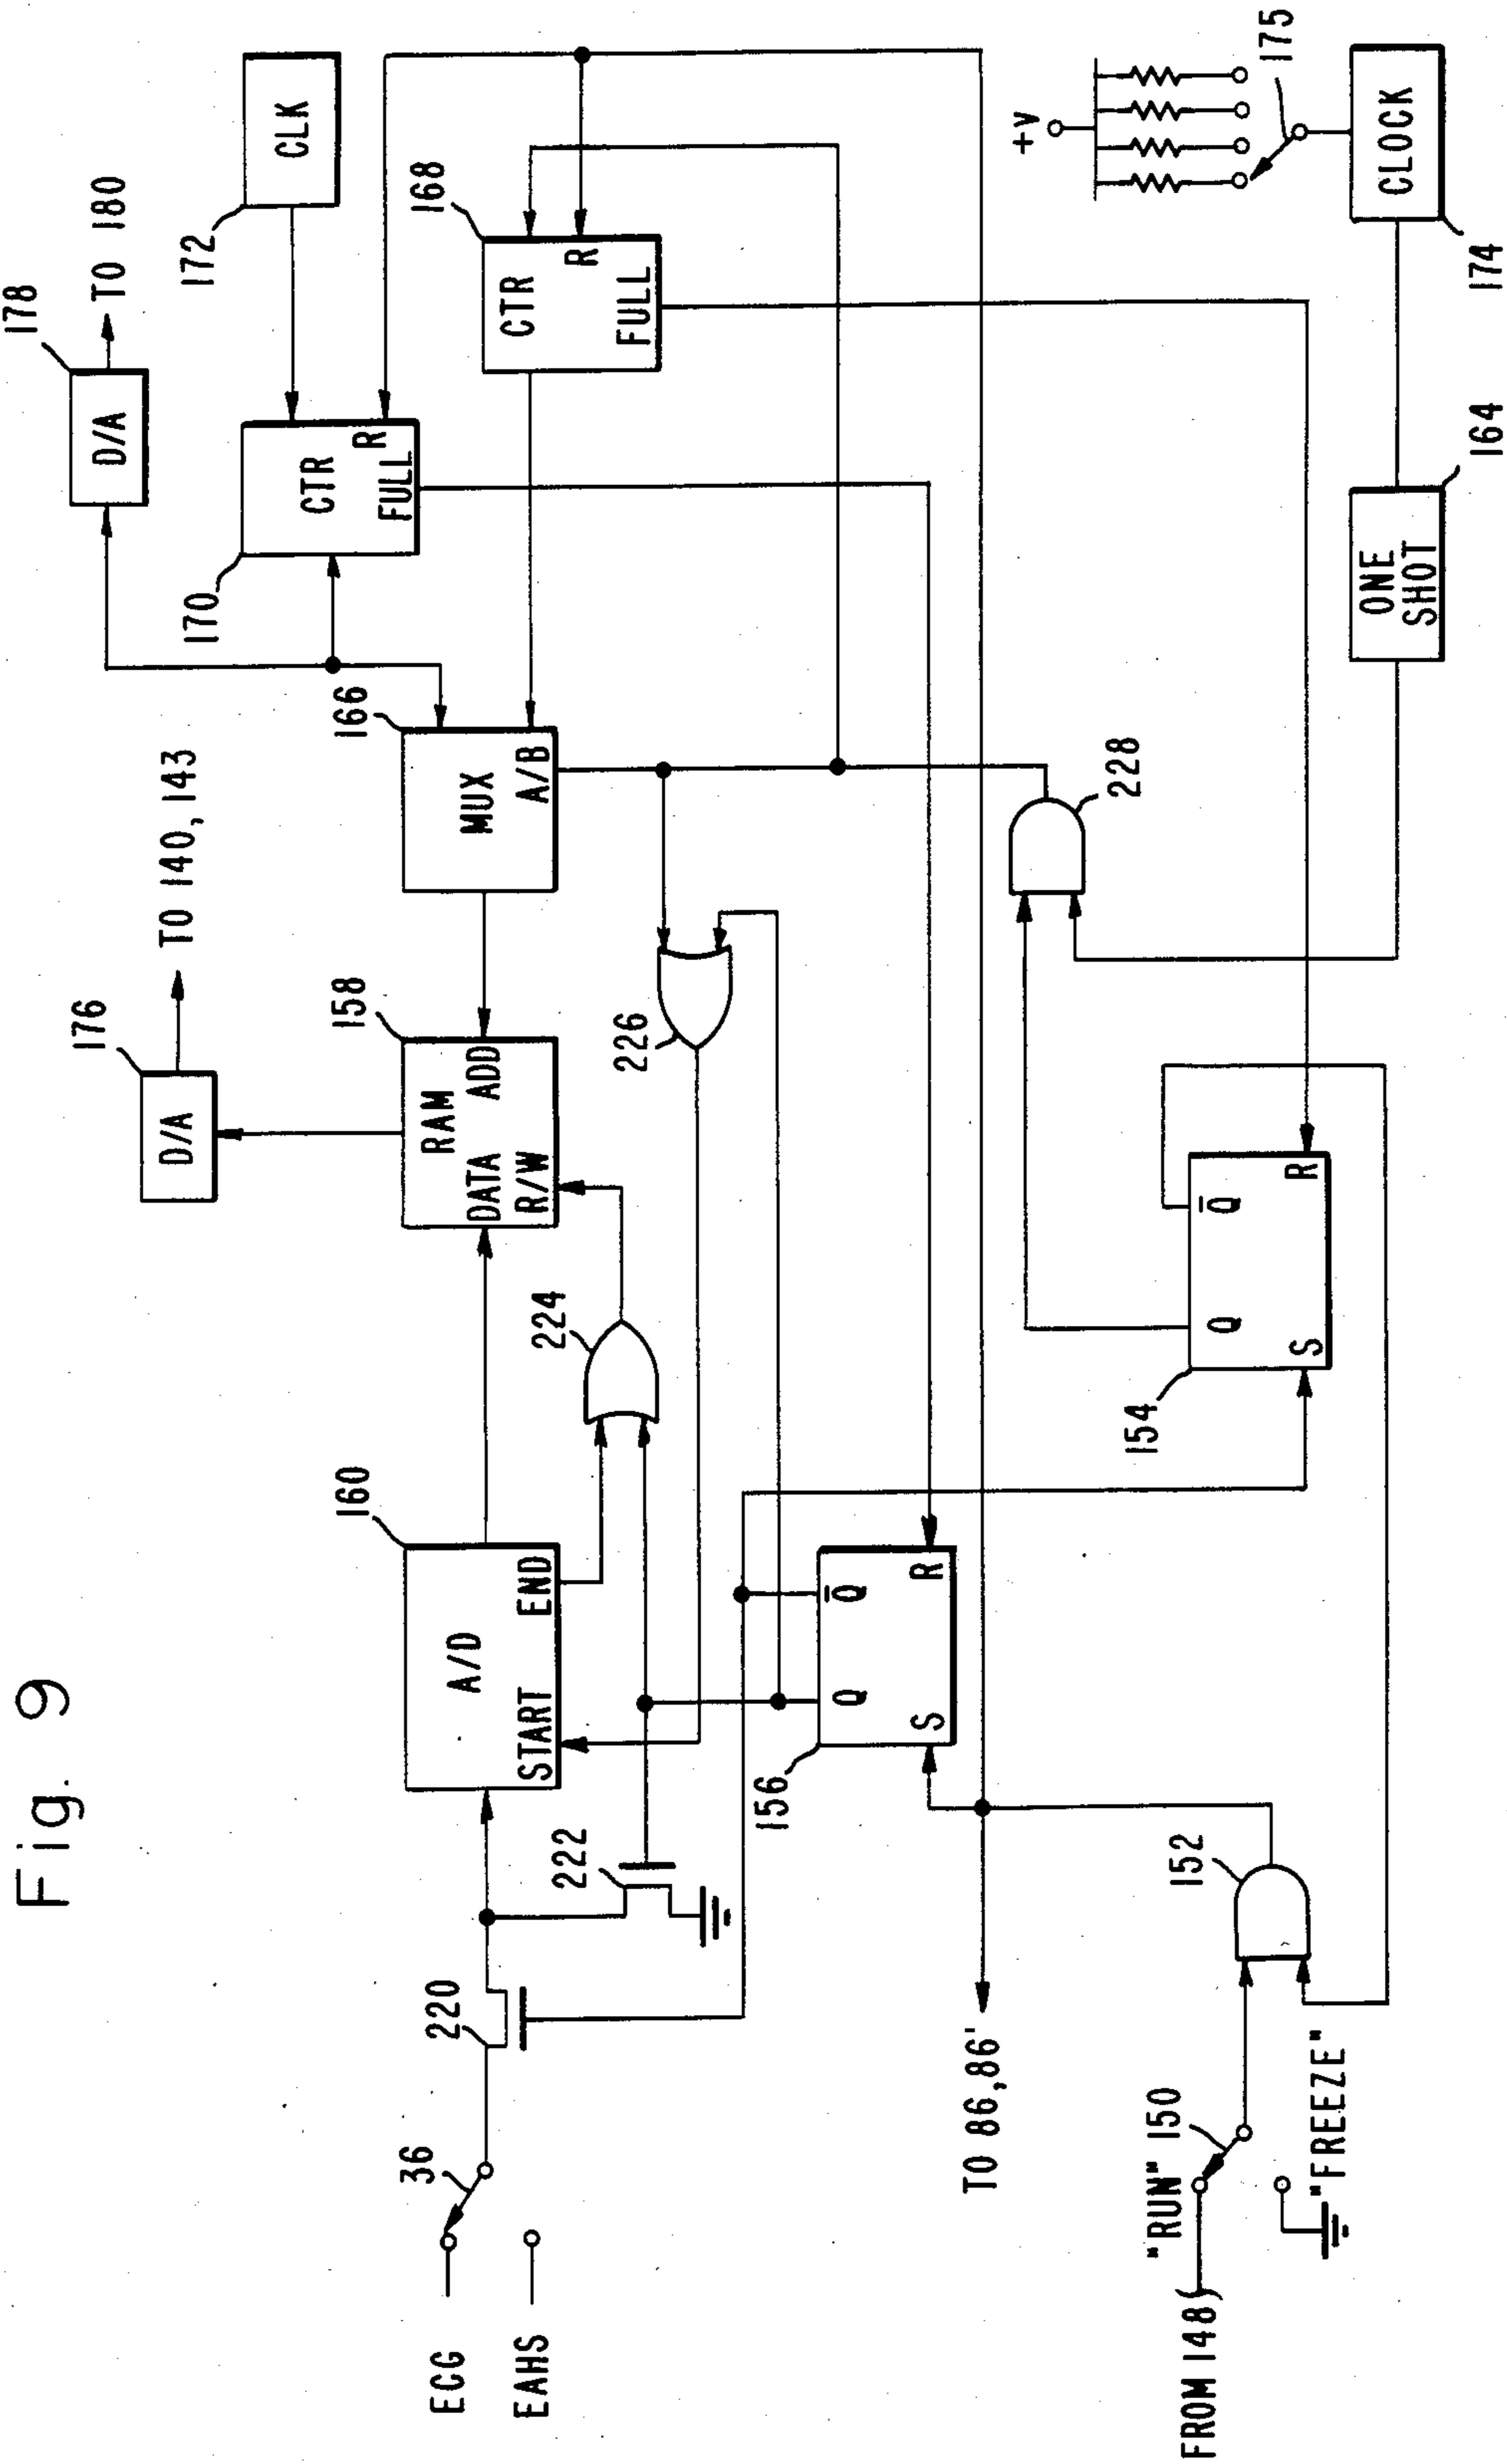 Fig. 9
ECG
EAHS
36
220
222
160
A/D
START
END
224
176
D/A
TO 140, 143
158
RAM
DATA
ADD
R/W
226
166
MUX
A/B
178
D/A
TO 180
170
CTR
R
FULL
172
CLK
168
CTR
R
FULL
156
Q
Q̅
S
R
TO 86,86'
FROM 148
"RUN"
150
"FREEZE"
152
154
Q
Q̅
S
R
228
164
ONE
SHOT
174
CLOCK
175
+V